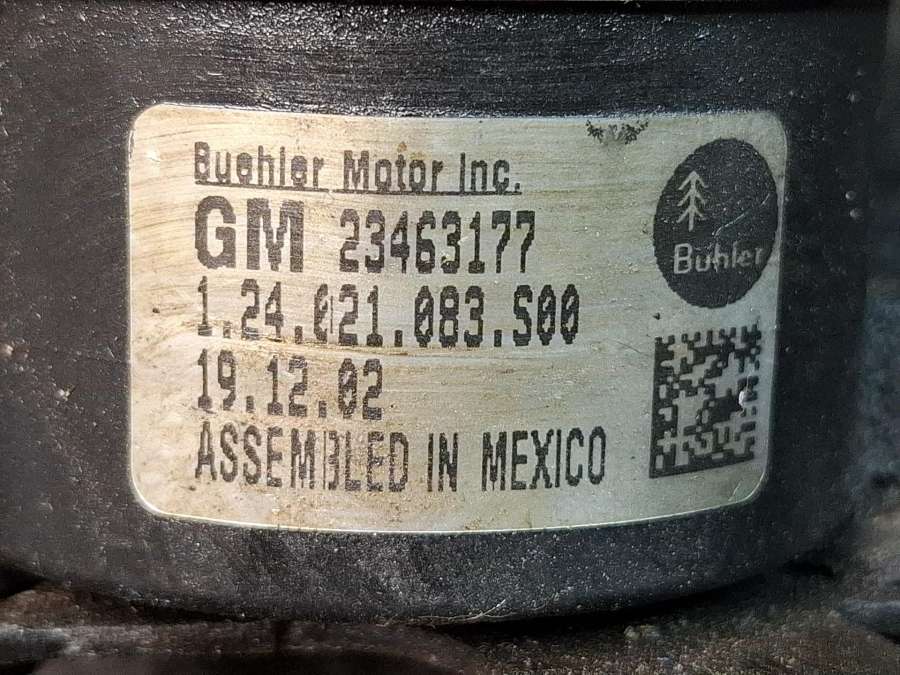 Buehler Motor Inc.
GM 23463177
Bühler
1.24.021.083.S00
19.12.02
ASSEMBLED IN MEXICO